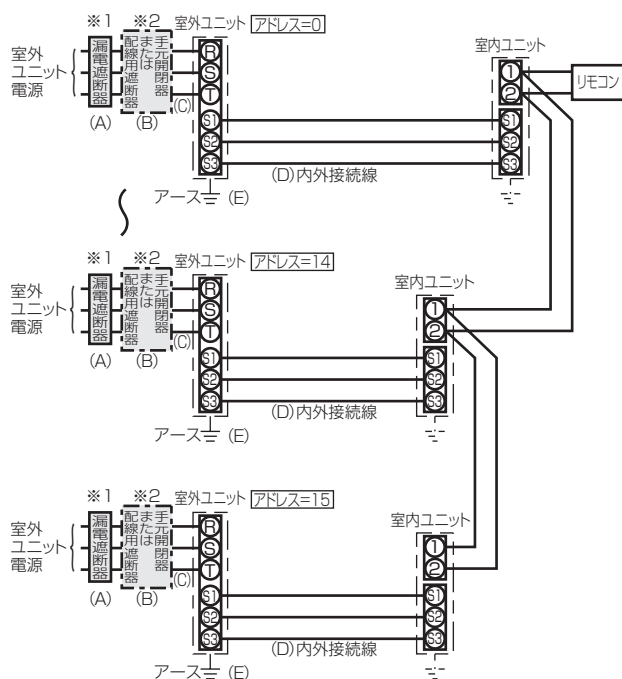 ※1 ※2 室外ユニット アドレス=0
室内ユニット
室外
ユニット
電源
漏電遮断器
配線用遮断器
または
手元開閉器
(A)
(B)
(C)
R
S
T
S1
S2
S3
1
2
S1
S2
S3
リモコン
(D)内外接続線
アース (E)
※1 ※2 室外ユニット アドレス=14
室内ユニット
室外
ユニット
電源
漏電遮断器
配線用遮断器
または
手元開閉器
(A)
(B)
(C)
R
S
T
S1
S2
S3
1
2
S1
S2
S3
(D)内外接続線
アース (E)
※1 ※2 室外ユニット アドレス=15
室内ユニット
室外
ユニット
電源
漏電遮断器
配線用遮断器
または
手元開閉器
(A)
(B)
(C)
R
S
T
S1
S2
S3
1
2
S1
S2
S3
(D)内外接続線
アース (E)